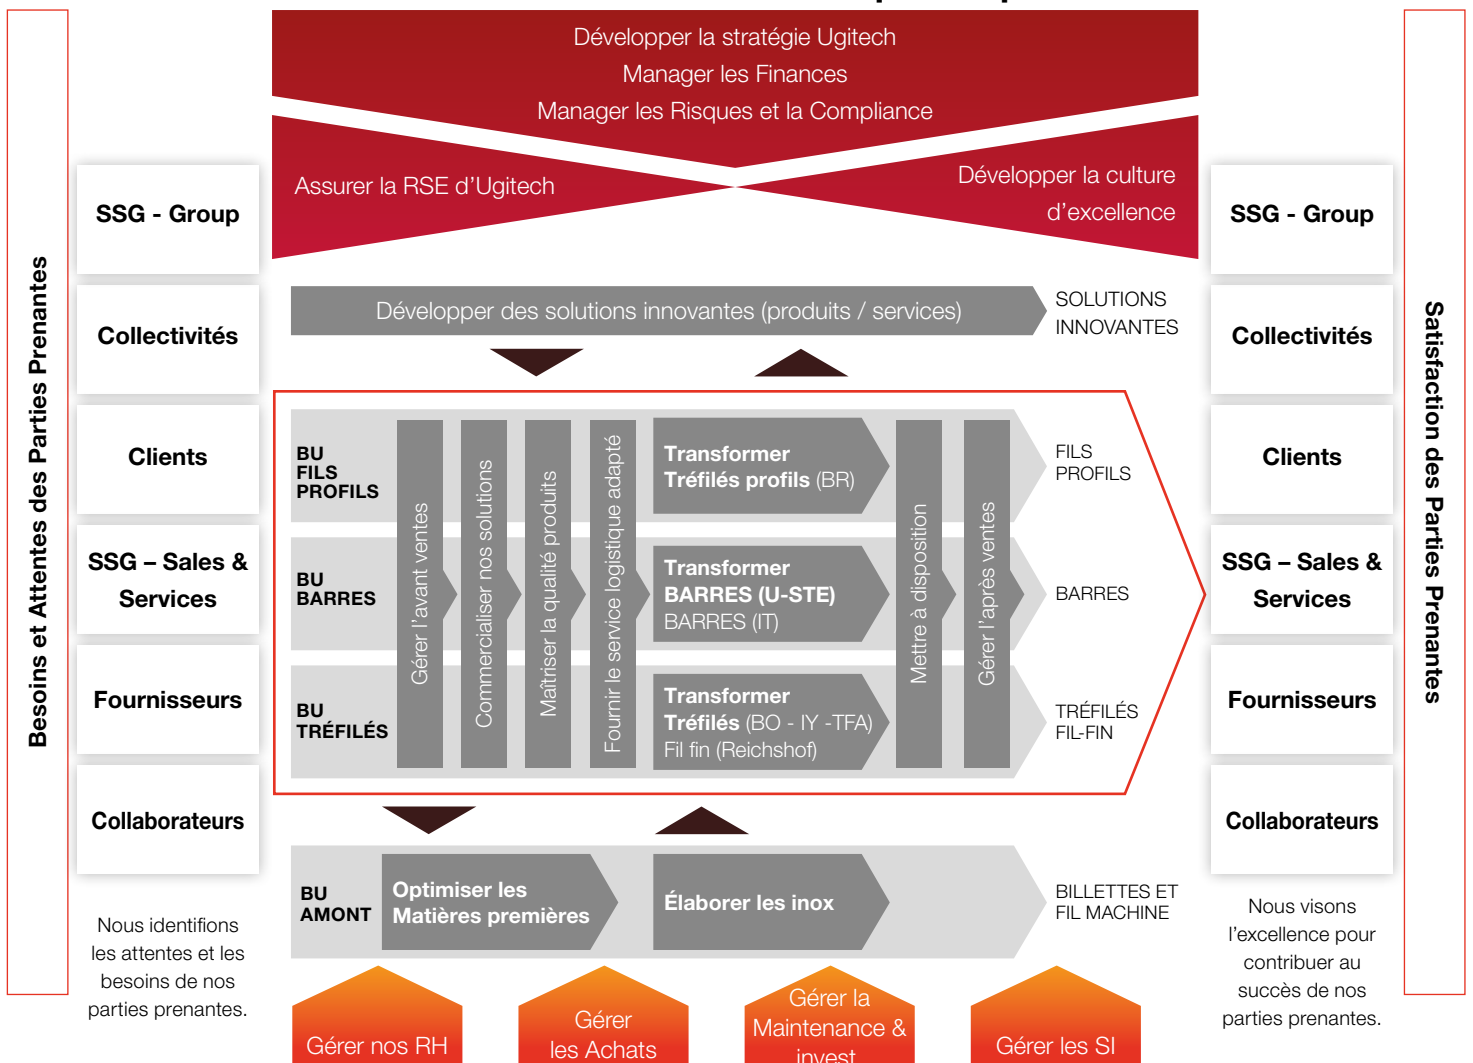 Développer la stratégie Ugitech
Manager les Finances
Manager les Risques et la Compliance
Assurer la RSE d'Ugitech
Développer la culture
d'excellence
Besoins et Attentes des Parties Prenantes
SSG - Group
Collectivités
Clients
SSG – Sales &
Services
Fournisseurs
Collaborateurs
Nous identifions
les attentes et les
besoins de nos
parties prenantes.
Développer des solutions innovantes (produits / services)
SOLUTIONS
INNOVANTES
BU
FILS
PROFILS
BU
BARRES
BU
TRÉFILÉS
Gérer l'avant ventes
Commercialiser nos solutions
Maîtriser la qualité produits
Fournir le service logistique adapté
Transformer
Tréfilés profils (BR)
Transformer
BARRES (U-STE)
BARRES (IT)
Transformer
Tréfilés (BO - IY -TFA)
Fil fin (Reichshof)
Mettre à disposition
Gérer l'après ventes
FILS
PROFILS
BARRES
TRÉFILÉS
FIL-FIN
BU
AMONT
Optimiser les
Matières premières
Élaborer les inox
BILLETTES ET
FIL MACHINE
Gérer nos RH
Gérer
les Achats
Gérer la
Maintenance &
invest
Gérer les SI
SSG - Group
Collectivités
Clients
SSG – Sales &
Services
Fournisseurs
Collaborateurs
Nous visons
l'excellence pour
contribuer au
succès de nos
parties prenantes.
Satisfaction des Parties Prenantes